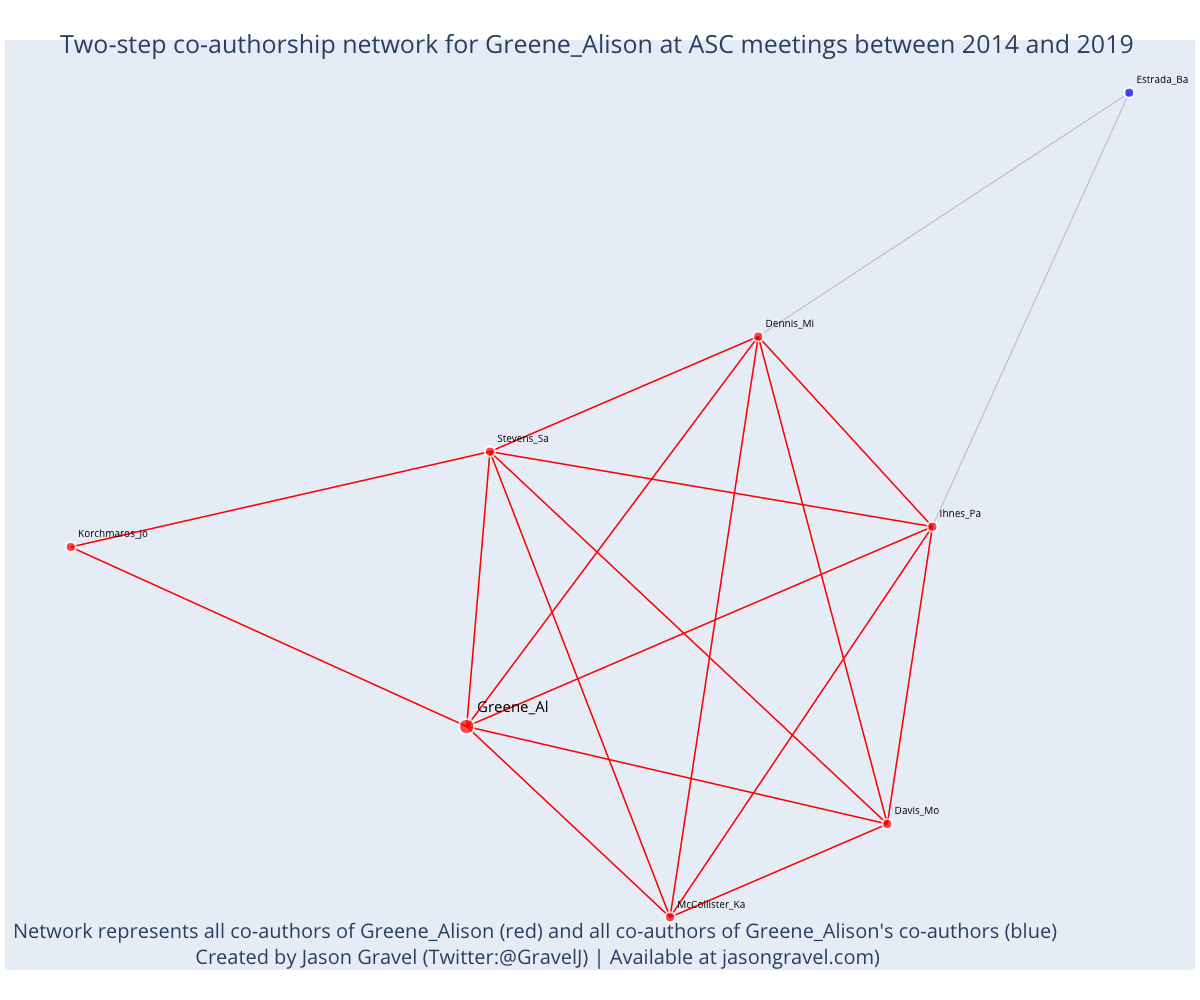 Two-step co-authorship network for Greene_Alison at ASC meetings between 2014 and 2019
Estrada_Ba
Dennis_Mi
Stevens_Sa
Ihnes_Pa
Korchmaros_Jo
Greene_Al
Davis_Mo
McCollister_Ka
Network represents all co-authors of Greene_Alison (red) and all co-authors of Greene_Alison's co-authors (blue)
Created by Jason Gravel (Twitter:@GravelJ) | Available at jasongravel.com)